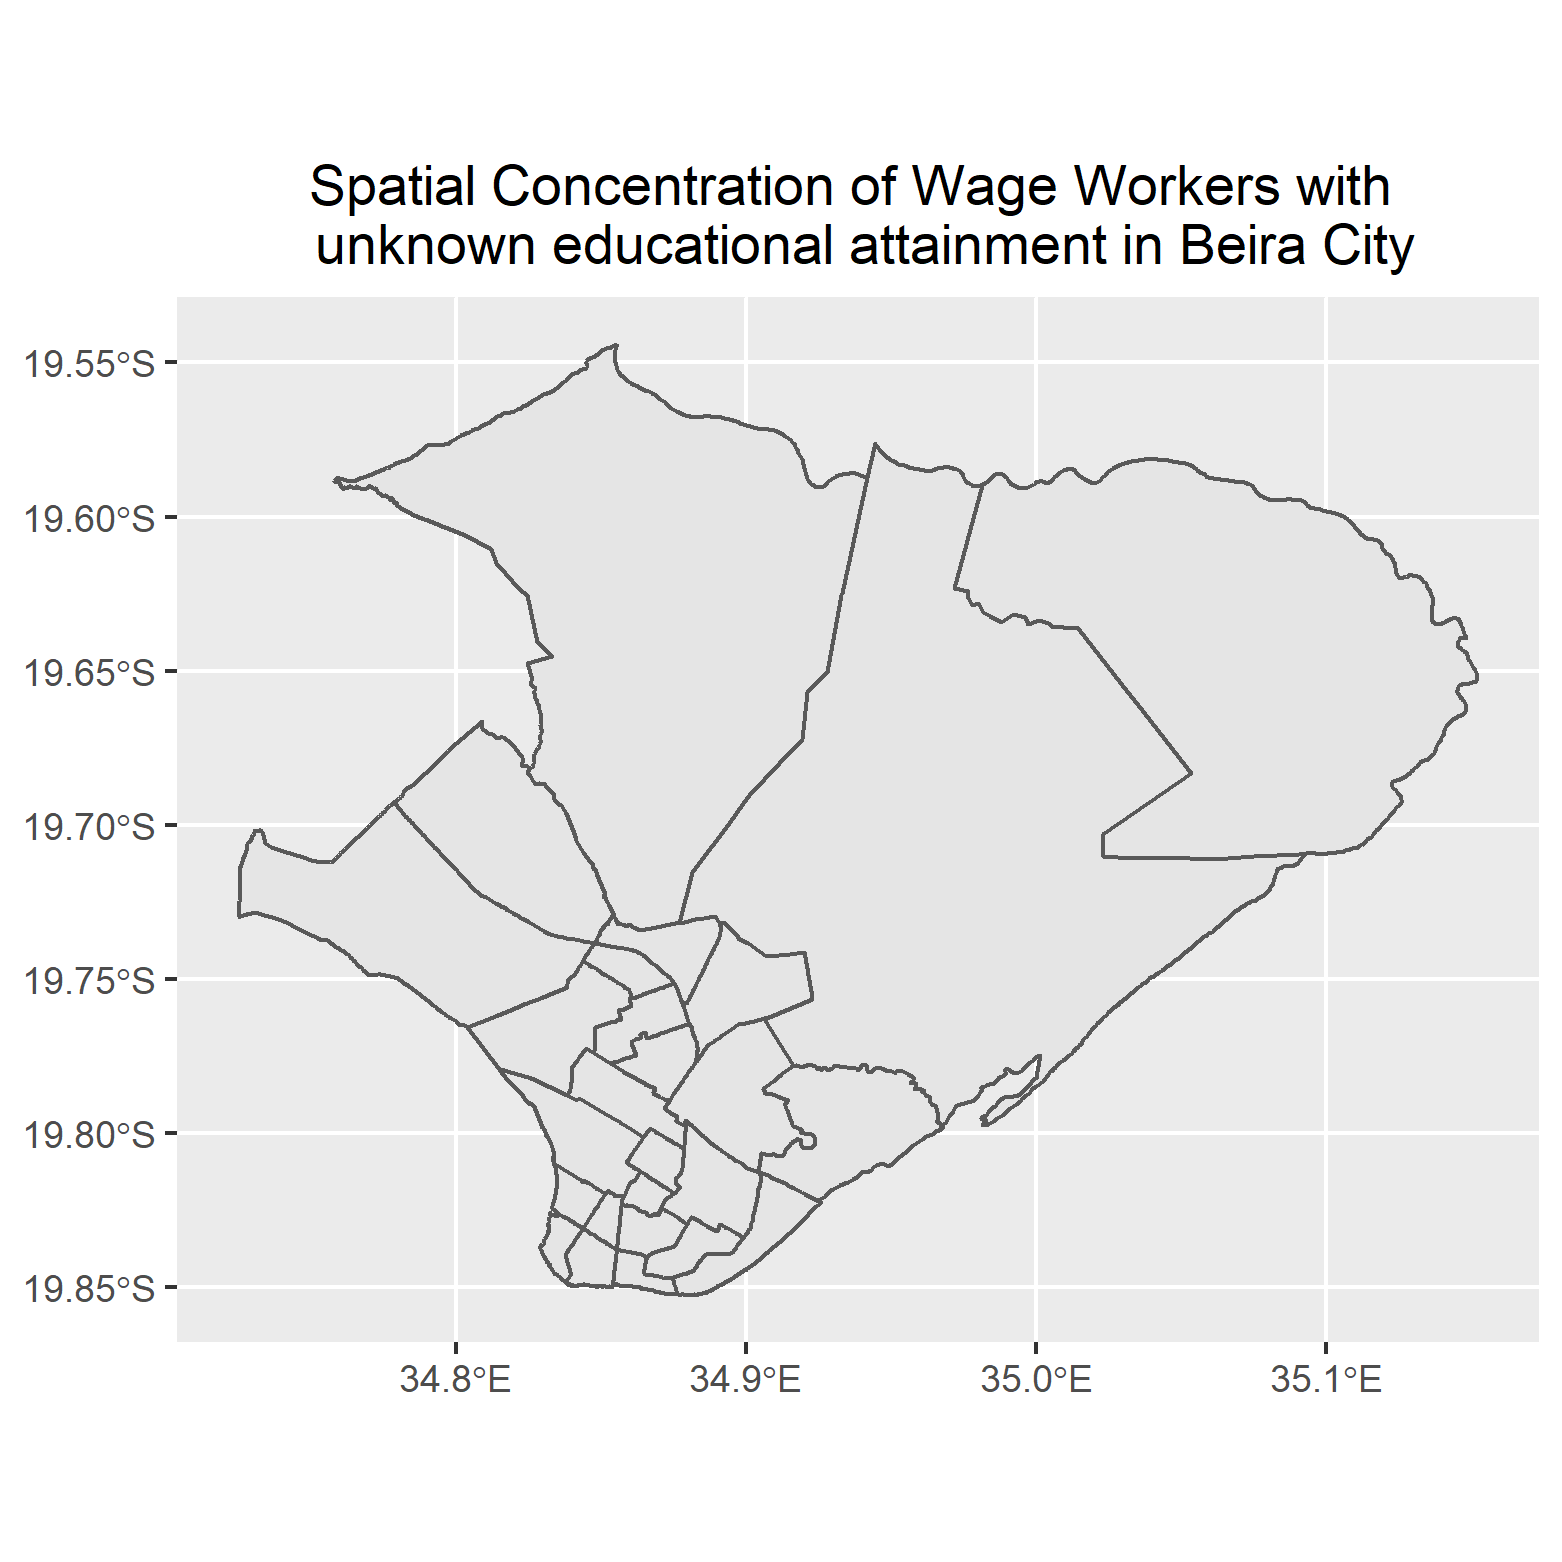 Spatial Concentration of Wage Workers with
unknown educational attainment in Beira City
19.55°S
19.60°S
19.65°S
19.70°S
19.75°S
19.80°S
19.85°S
34.8°E
34.9°E
35.0°E
35.1°E